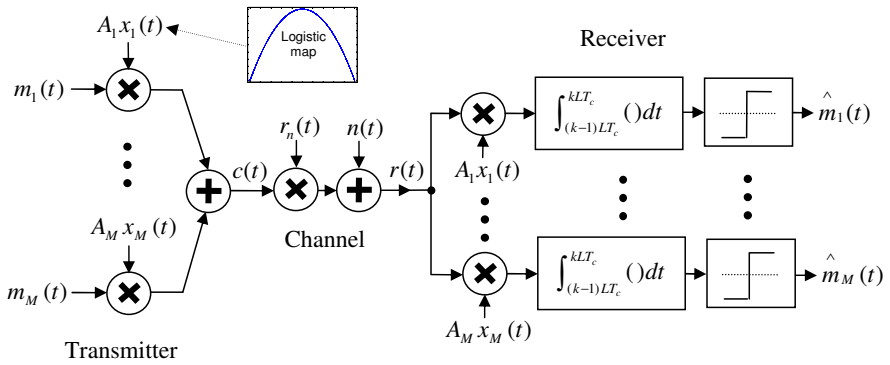 A₁x₁(t)
Logistic
map
m₁(t)
A_M x_M(t)
m_M(t)
Transmitter
c(t)
r_n(t)
n(t)
r(t)
Channel
Receiver
A₁x₁(t)
∫_{(k−1)LT_c}^{kLT_c} ()dt
m̂₁(t)
A_M x_M(t)
∫_{(k−1)LT_c}^{kLT_c} ()dt
m̂_M(t)